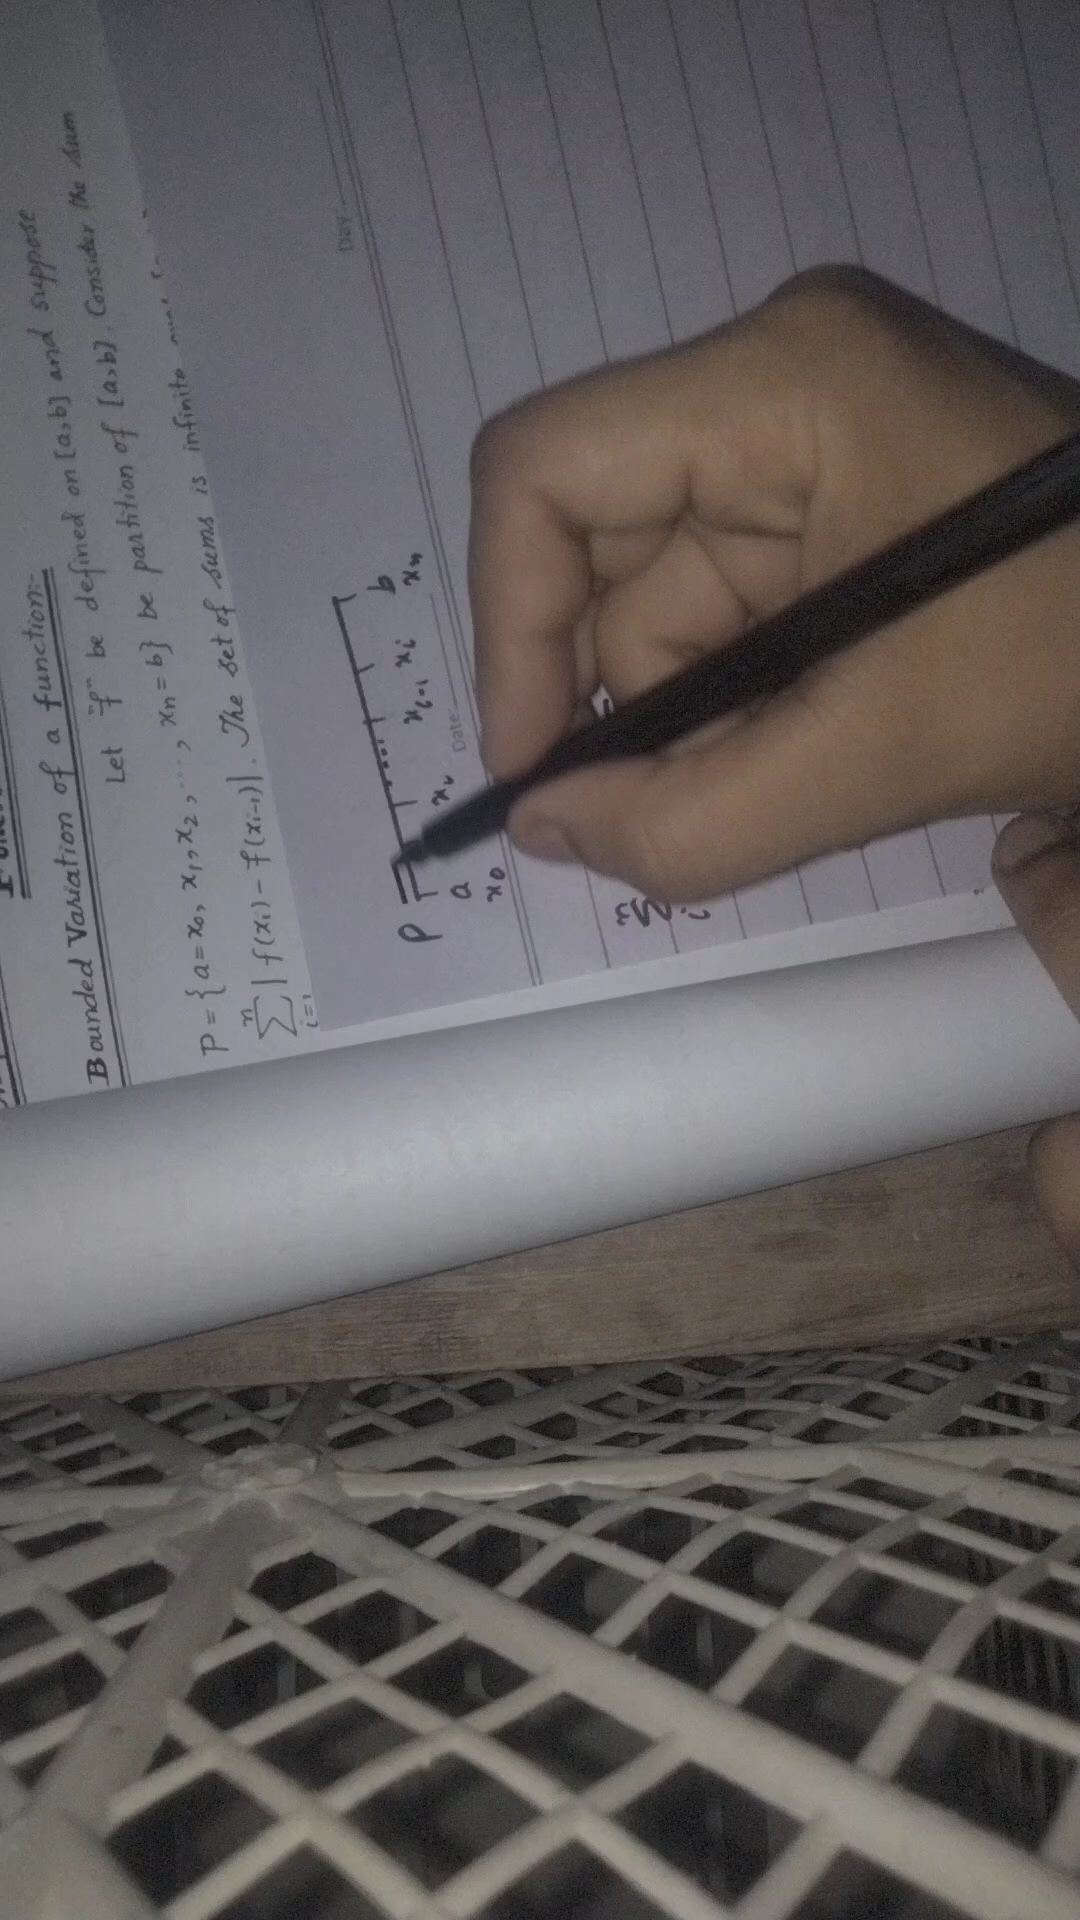 Bounded Variation of a function:-
Let "f" be defined on [a,b] and suppose
P = {a = x₀, x₁, x₂, ..., xₙ = b} be partition of [a,b]. Consider the sum
n
∑ |f(xᵢ) - f(xᵢ₋₁)|. The set of sums is infinite
i=1
Day
P
a x₁ xᵢ₋₁ xᵢ b
x₀ xₙ
Date
n
∑
i